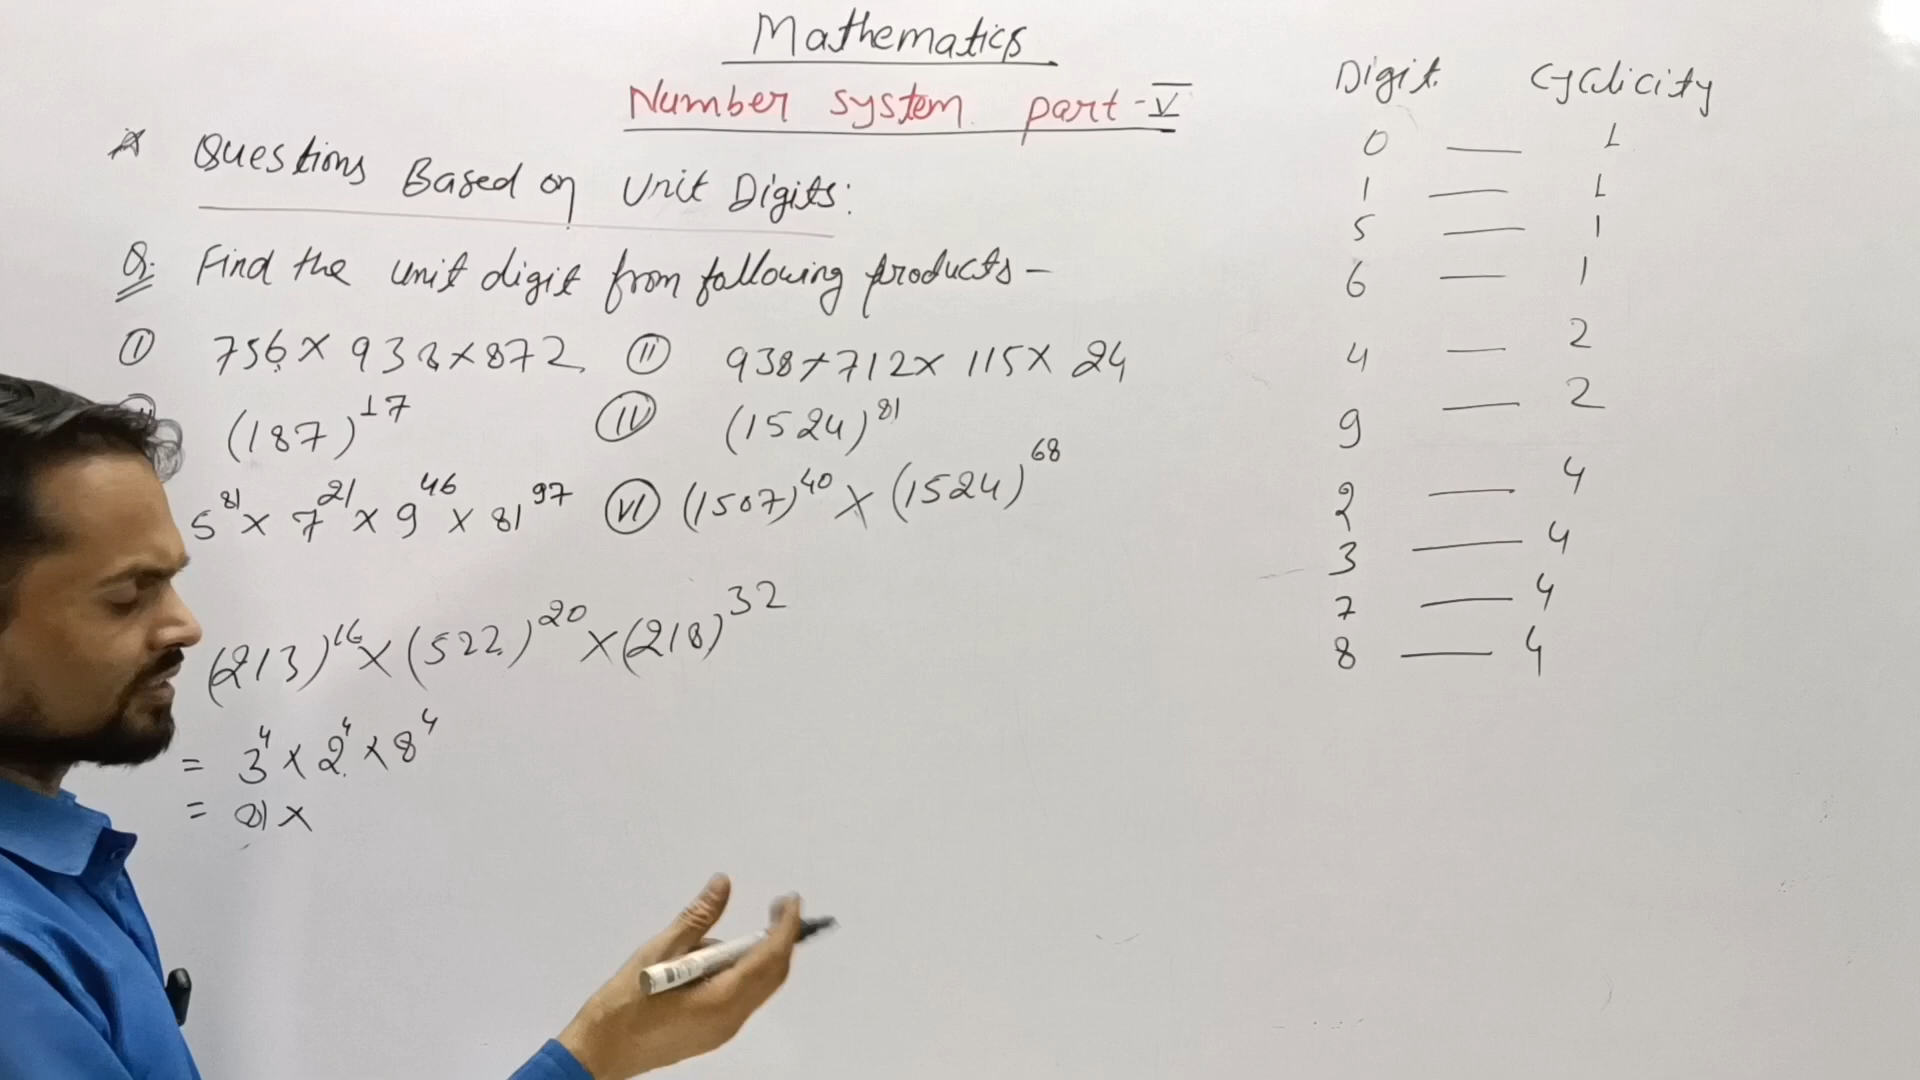 Mathematics
Number system part-V
Questions Based on Unit Digits:
Q. Find the unit digit from following products-
(I) 756 × 933 × 872 (II) 938 × 712 × 115 × 24
(187)^17 (IV) (1524)^81
5^81 × 7^21 × 9^46 × 81^97 (VI) (1507)^40 × (1524)^68
(213)^16 × (522)^20 × (218)^32
= 3^4 × 2^4 × 8^4
= 81 ×
Digit. Cyclicity
0 — 1
1 — 1
5 — 1
6 — 1
4 — 2
9 — 2
2 — 4
3 — 4
7 — 4
8 — 4